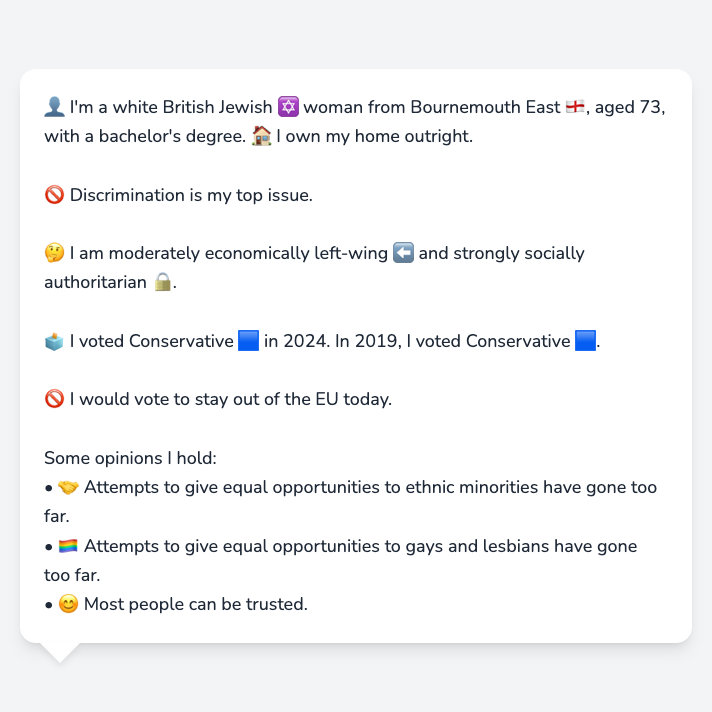 👤 I'm a white British Jewish ✡️ woman from Bournemouth East 🏴󠁧󠁢󠁥󠁮󠁧󠁿, aged 73,
with a bachelor's degree. 🏠 I own my home outright.
🚫 Discrimination is my top issue.
🤔 I am moderately economically left-wing ⬅️ and strongly socially
authoritarian 🔒.
🗳️ I voted Conservative 🟦 in 2024. In 2019, I voted Conservative 🟦.
🚫 I would vote to stay out of the EU today.
Some opinions I hold:
• 🤝 Attempts to give equal opportunities to ethnic minorities have gone too
far.
• 🏳️‍🌈 Attempts to give equal opportunities to gays and lesbians have gone
too far.
• 😊 Most people can be trusted.